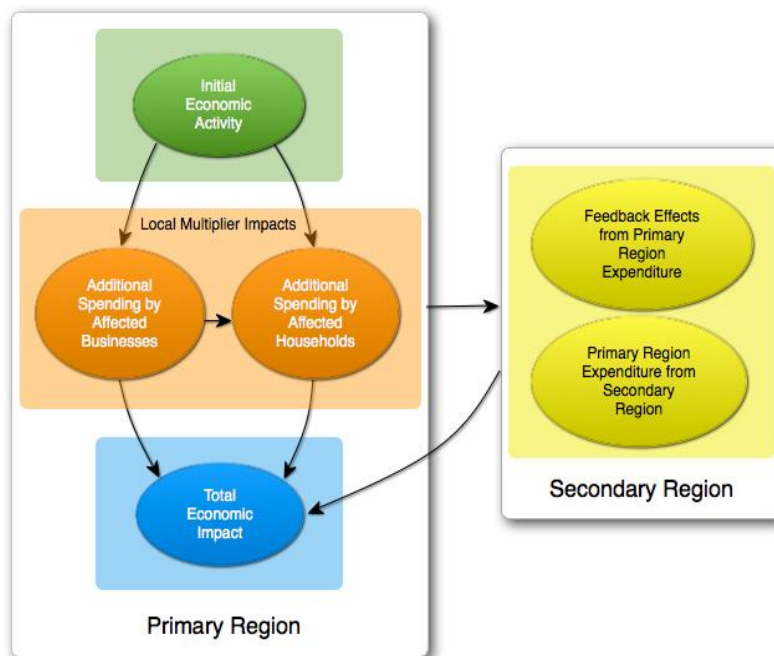 Initial
Economic
Activity
Local Multiplier Impacts
Additional
Spending by
Affected
Businesses
Additional
Spending by
Affected
Households
Total
Economic
Impact
Primary Region
Feedback Effects
from Primary
Region
Expenditure
Primary Region
Expenditure from
Secondary
Region
Secondary Region